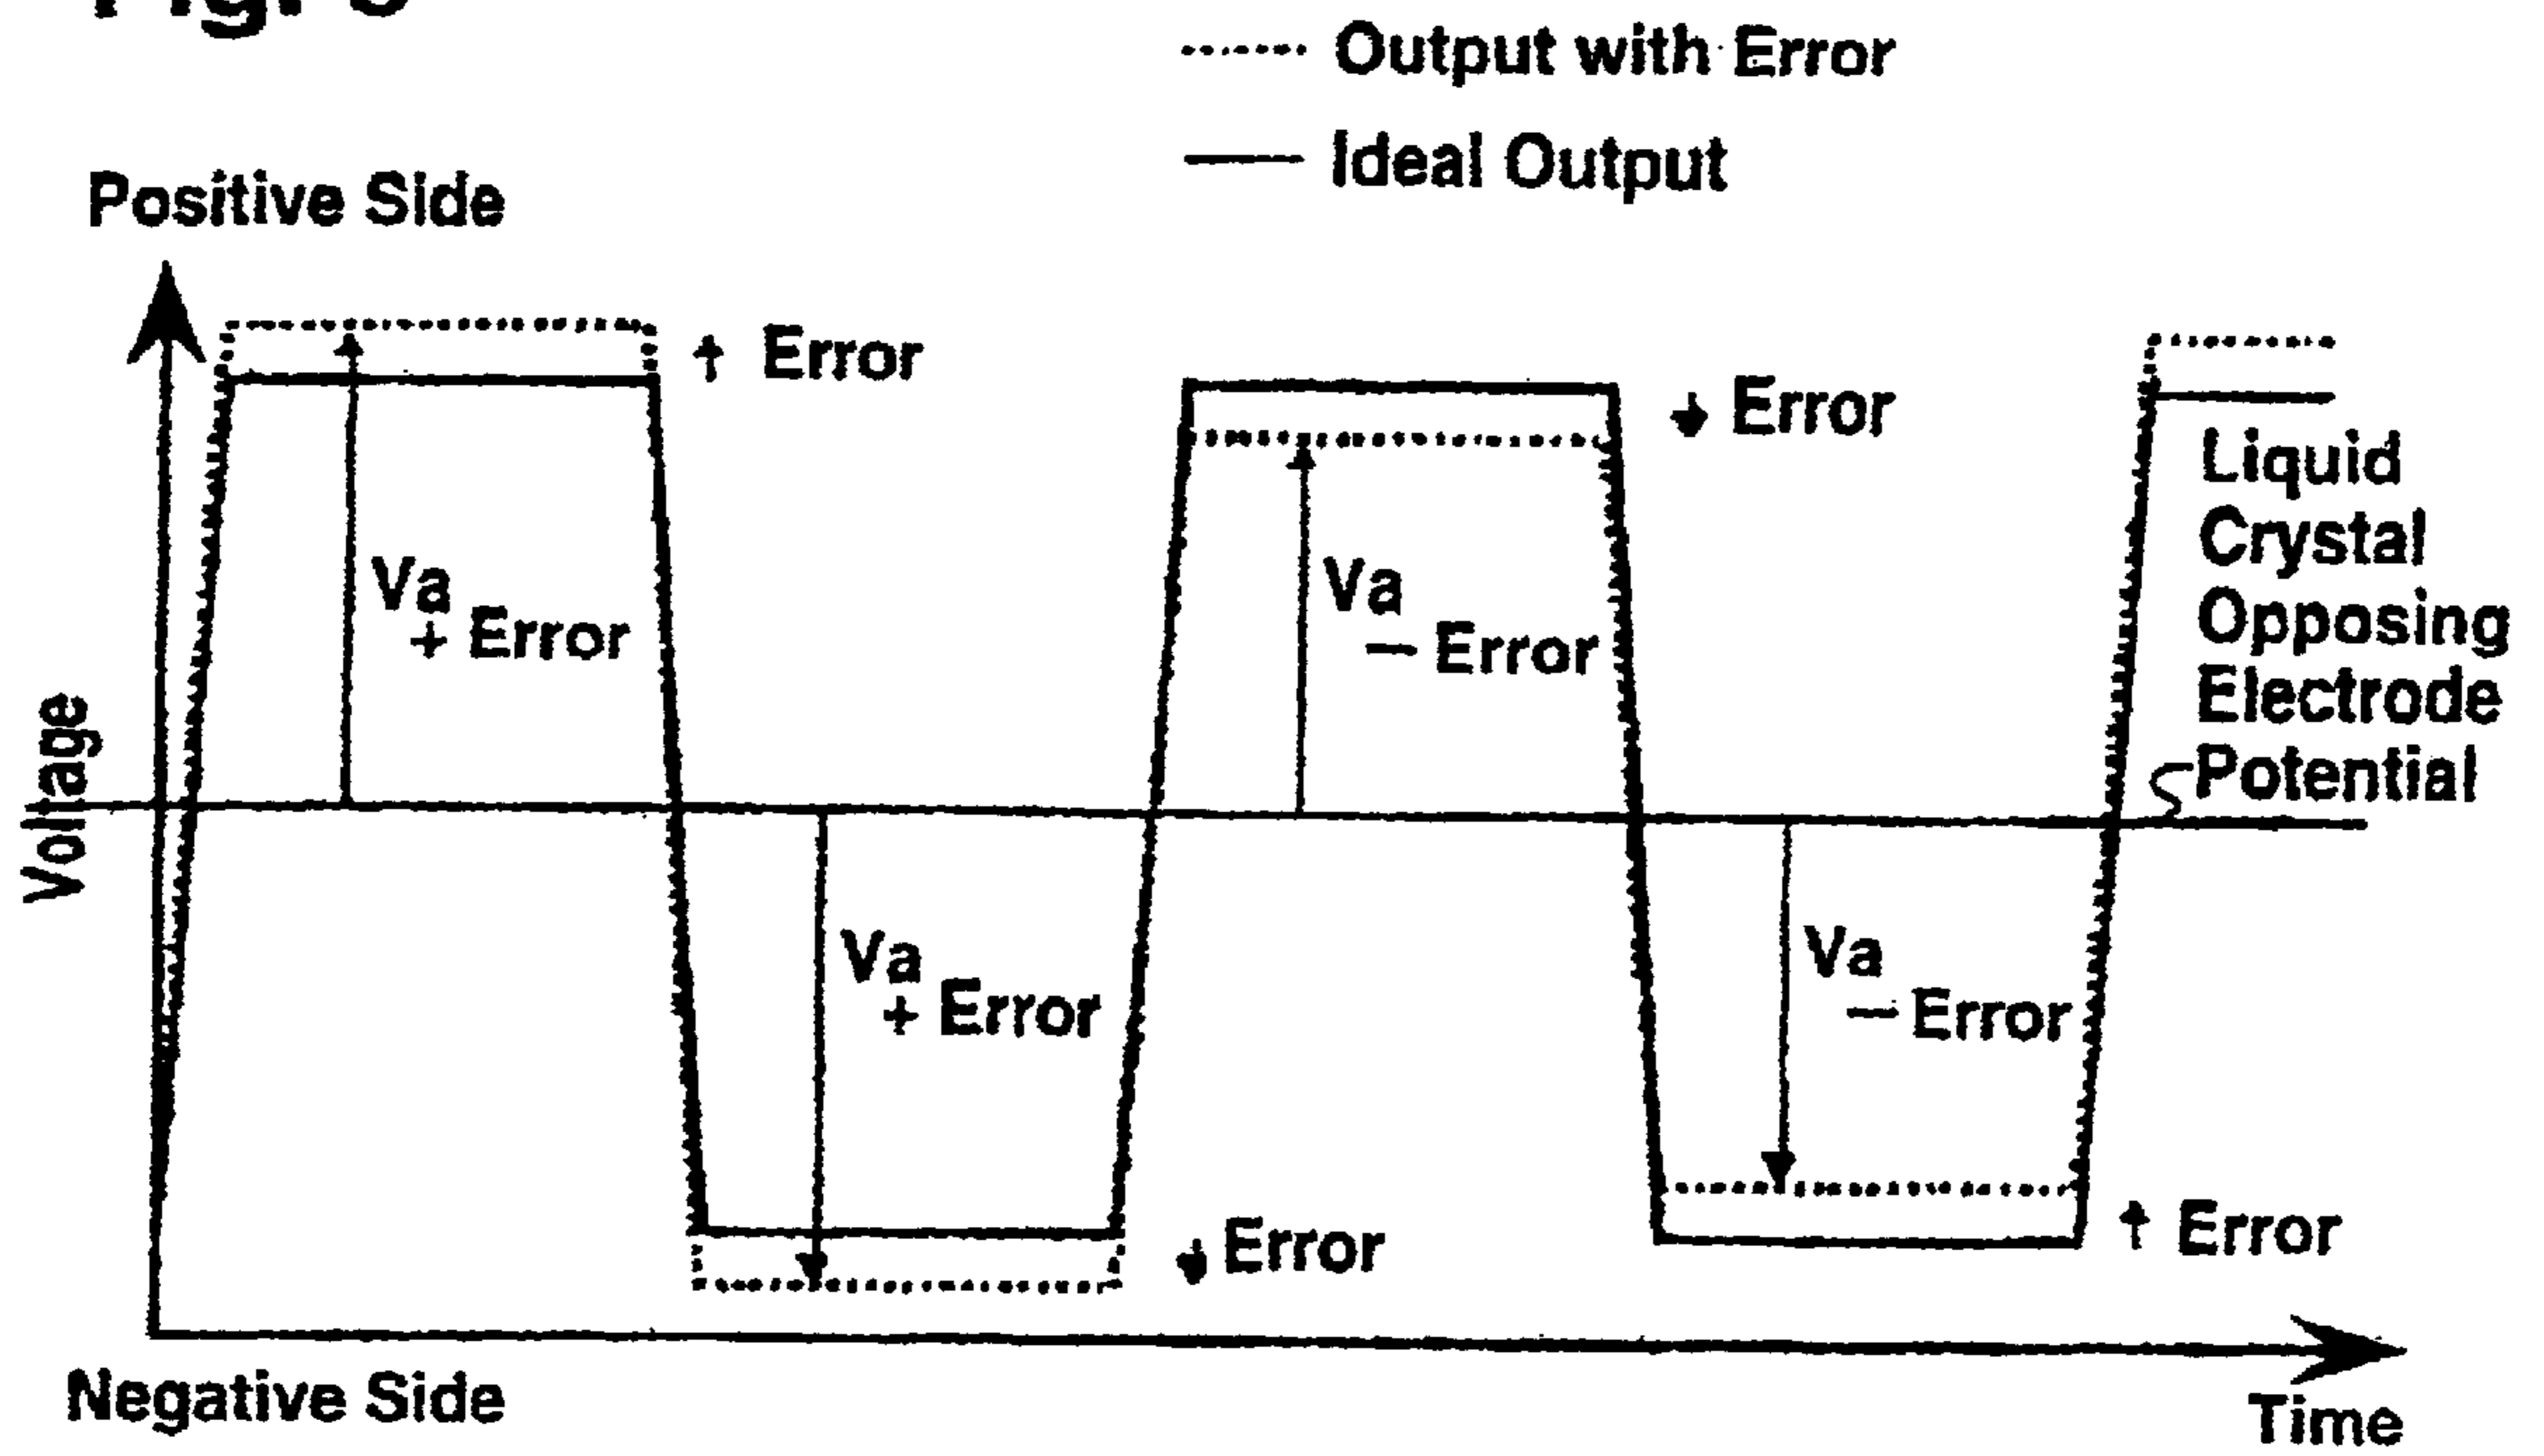 Output with Error
Ideal Output
Positive Side
↑ Error
↓ Error
Liquid
Crystal
Opposing
Electrode
Potential
Va
+ Error
Va
− Error
Voltage
Va
+ Error
Va
− Error
↓ Error
↑ Error
Negative Side
Time